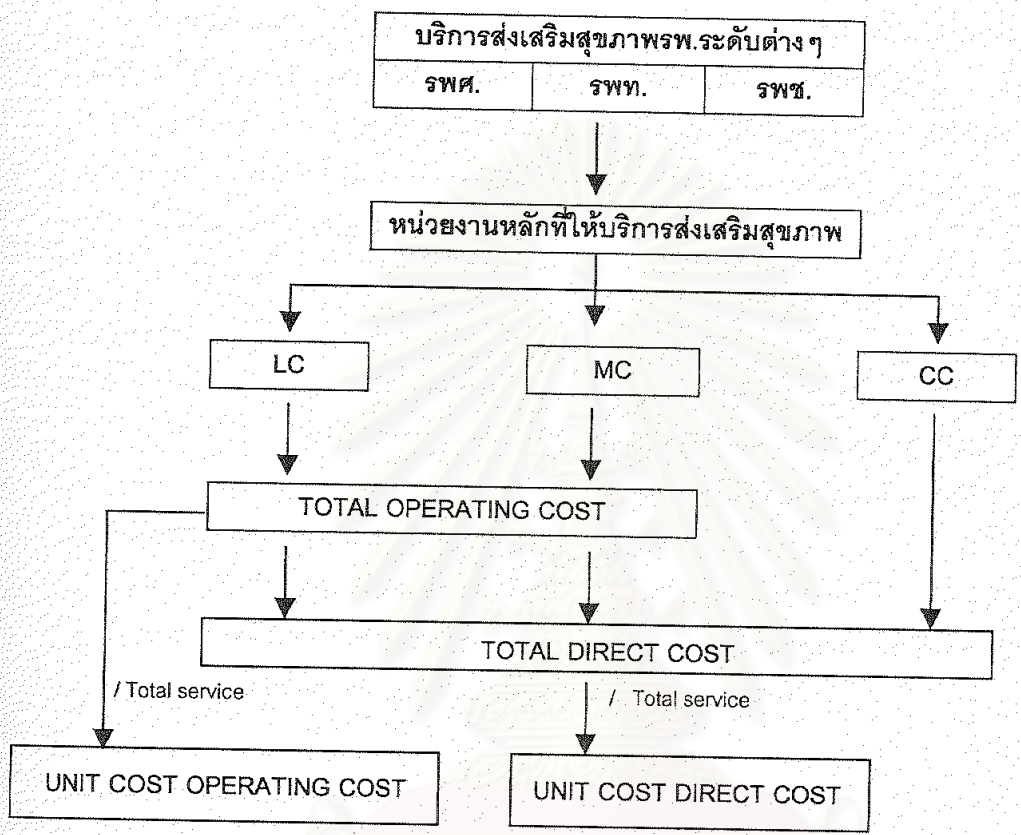 บริการส่งเสริมสุขภาพรพ.ระดับต่าง ๆ
รพศ. รพท. รพช.
หน่วยงานหลักที่ให้บริการส่งเสริมสุขภาพ
LC MC CC
TOTAL OPERATING COST
TOTAL DIRECT COST
/ Total service / Total service
UNIT COST OPERATING COST UNIT COST DIRECT COST